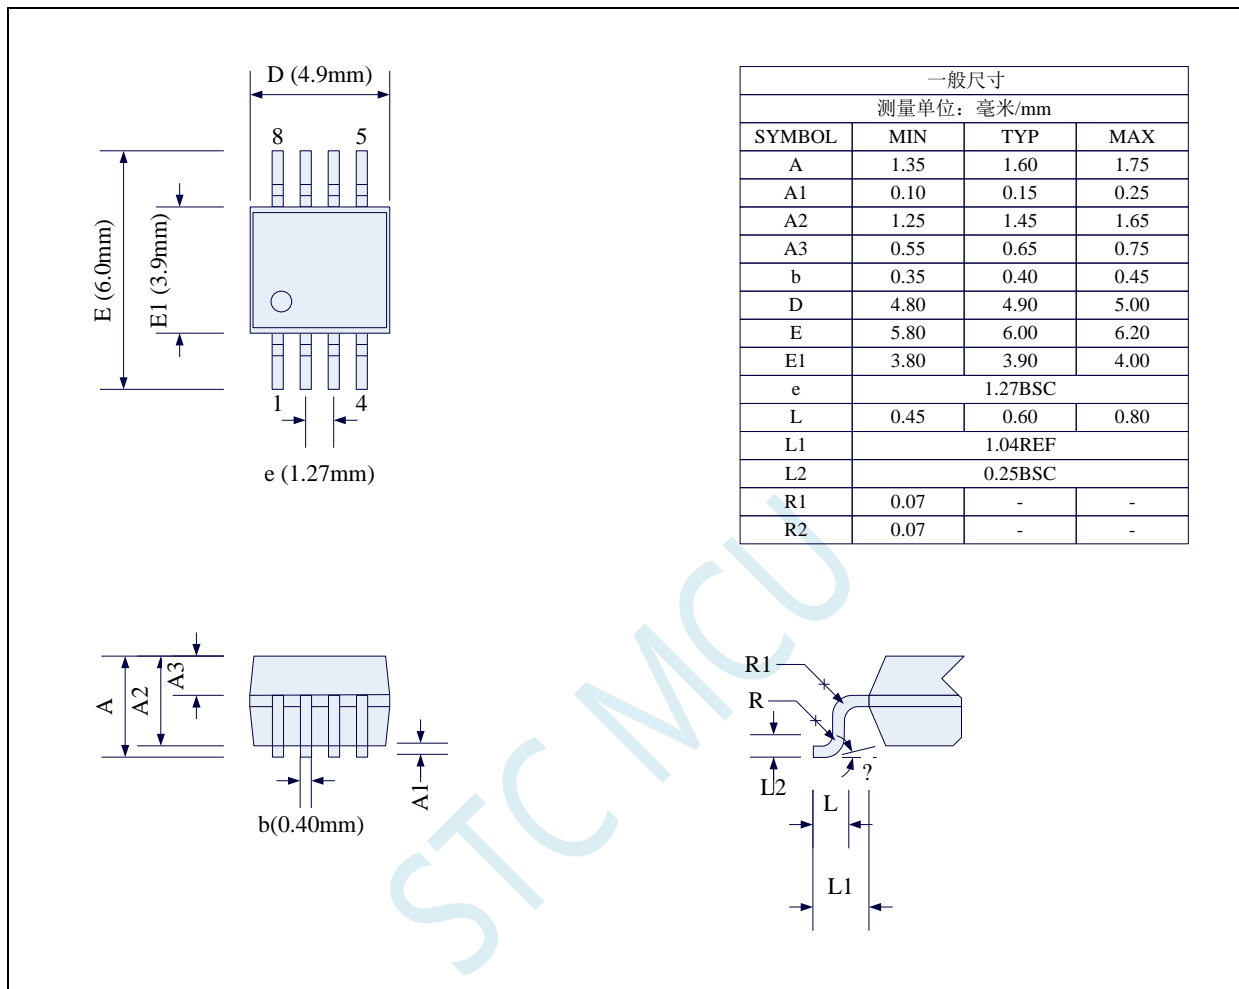 D (4.9mm)
8 5
E (6.0mm)
E1 (3.9mm)
1 4
e (1.27mm)
一般尺寸
测量单位：毫米/mm
SYMBOL MIN TYP MAX
A 1.35 1.60 1.75
A1 0.10 0.15 0.25
A2 1.25 1.45 1.65
A3 0.55 0.65 0.75
b 0.35 0.40 0.45
D 4.80 4.90 5.00
E 5.80 6.00 6.20
E1 3.80 3.90 4.00
e 1.27BSC
L 0.45 0.60 0.80
L1 1.04REF
L2 0.25BSC
R1 0.07 - -
R2 0.07 - -
A
A2
A3
A1
b(0.40mm)
R1
R
L2
?
L
L1
STC MCU